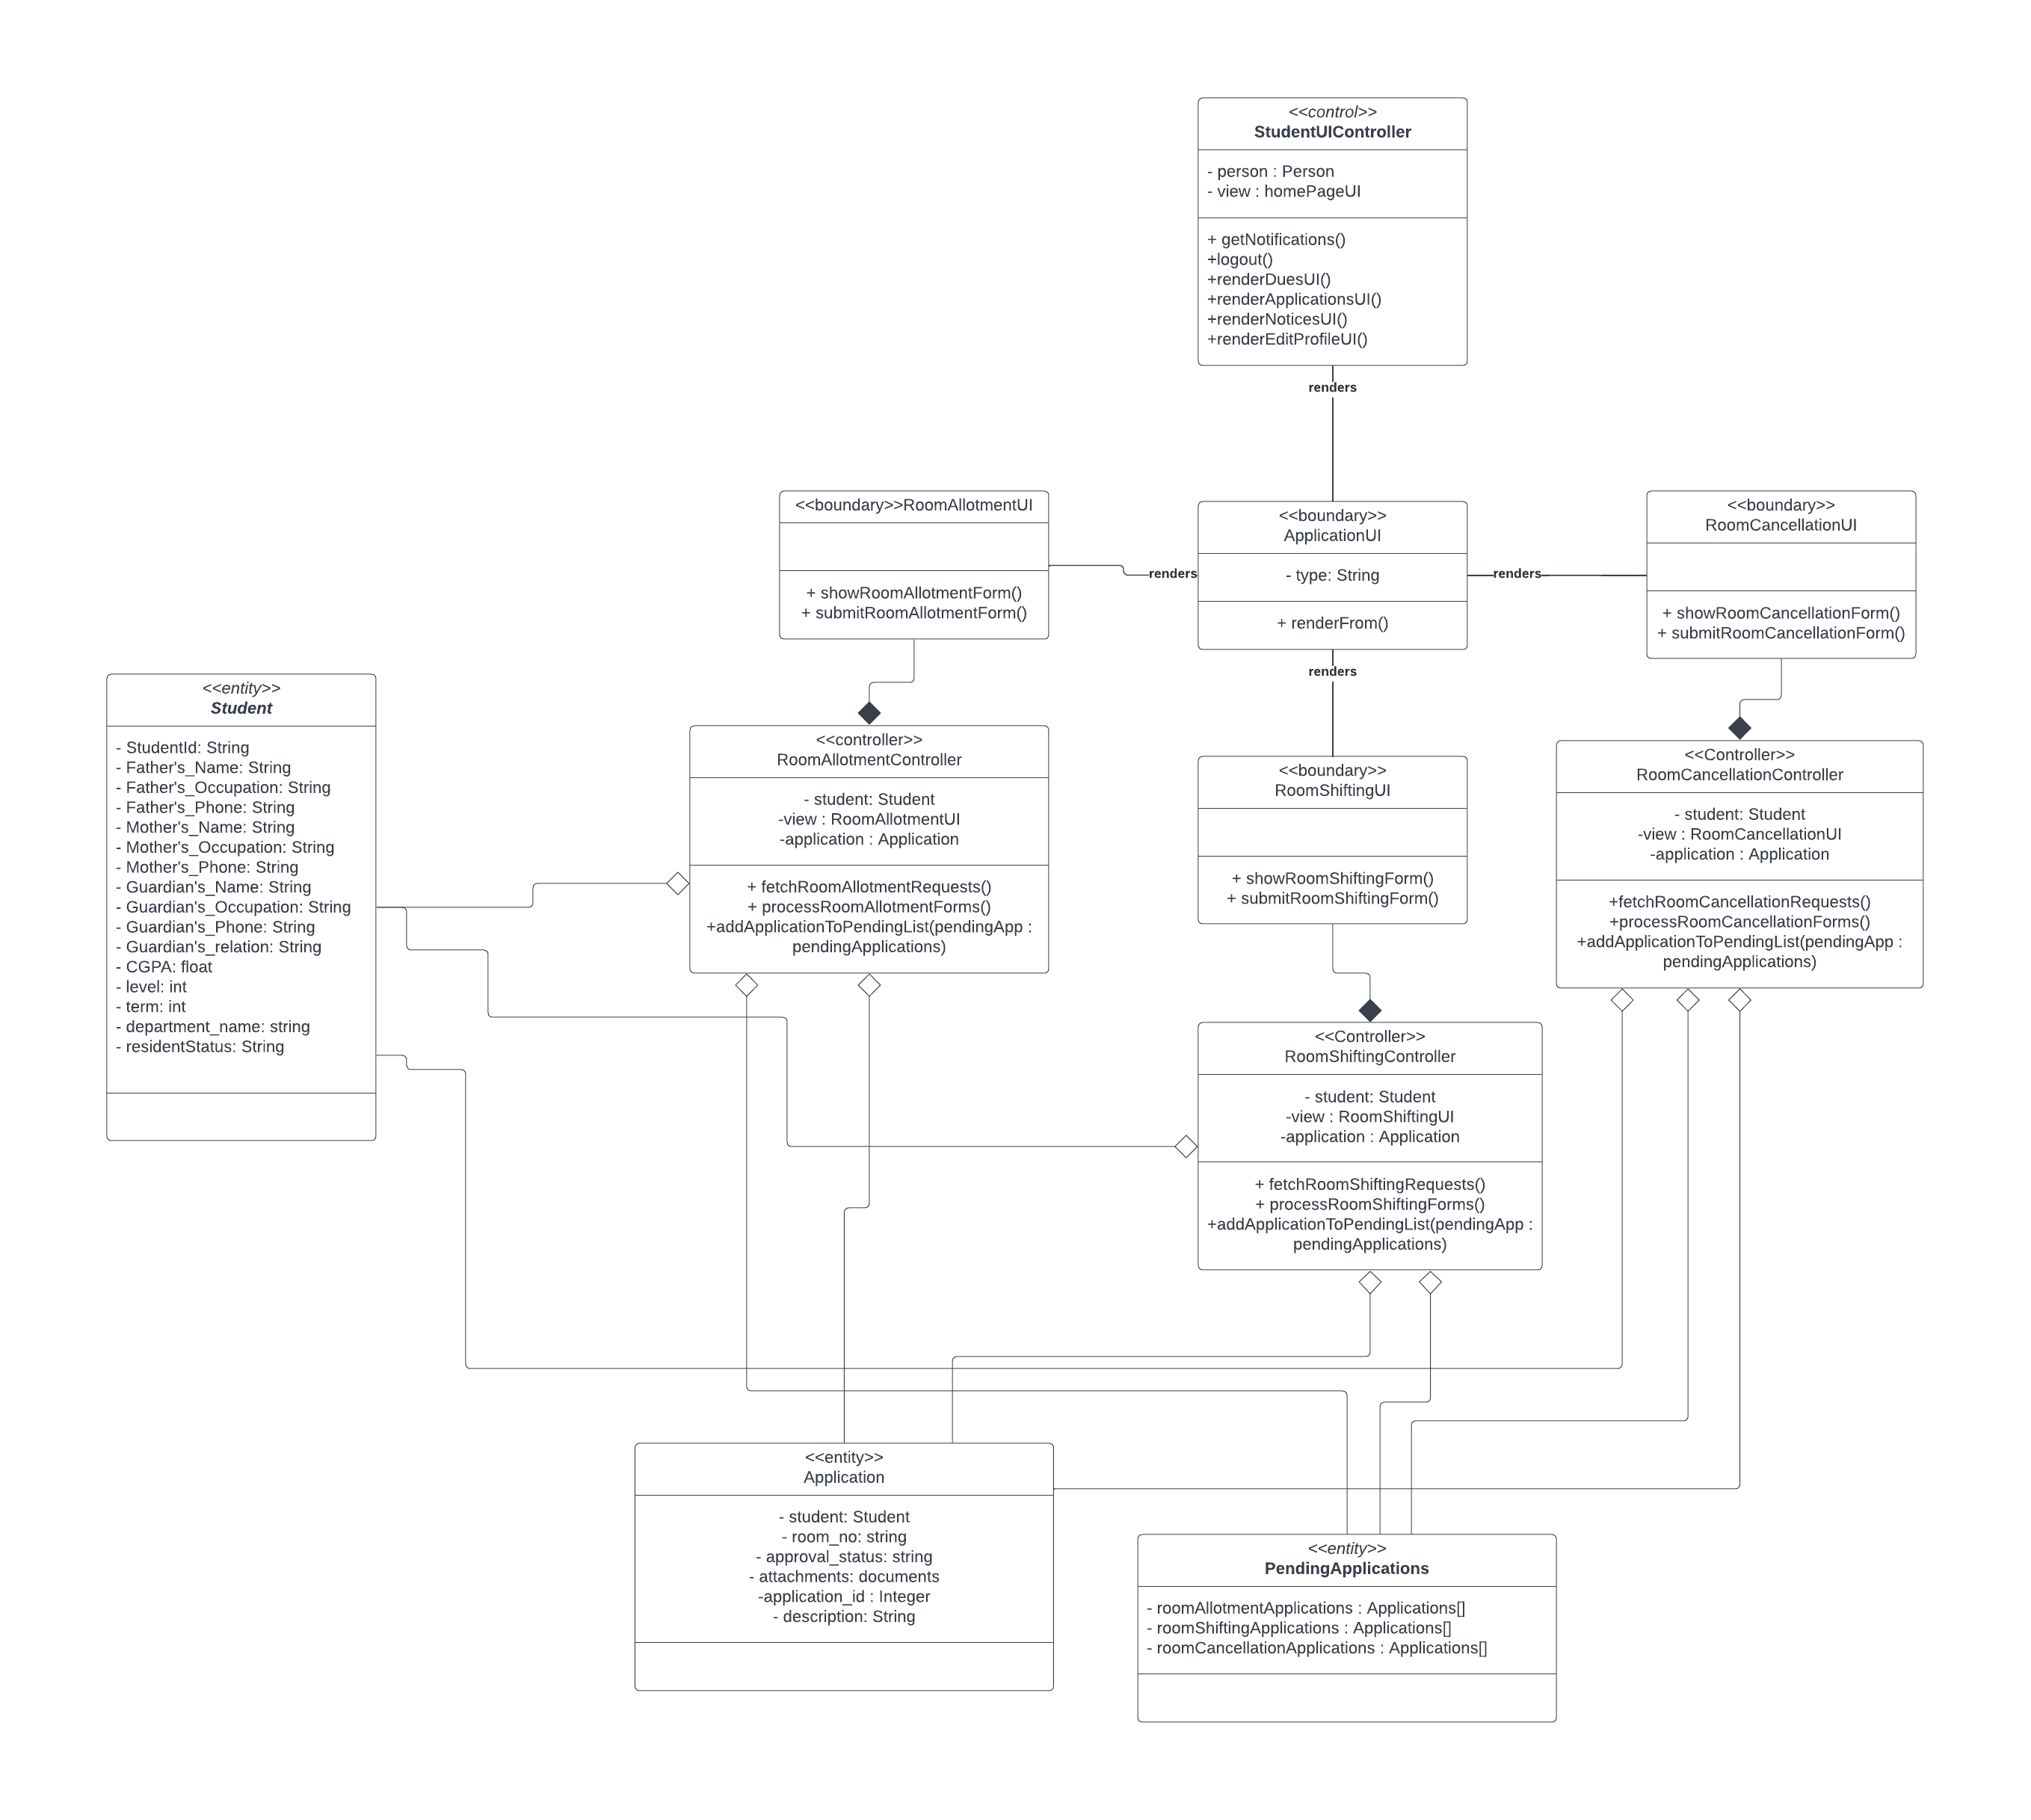 <<control>>
StudentUIController
- person : Person
- view : homePageUI
+ getNotifications()
+logout()
+renderDuesUI()
+renderApplicationsUI()
+renderNoticesUI()
+renderEditProfileUI()
renders
<<boundary>>RoomAllotmentUI
+ showRoomAllotmentForm()
+ submitRoomAllotmentForm()
renders
<<boundary>>
ApplicationUI
- type: String
+ renderFrom()
renders
<<boundary>>
RoomCancellationUI
+ showRoomCancellationForm()
+ submitRoomCancellationForm()
renders
<<entity>>
Student
- StudentId: String
- Father's_Name: String
- Father's_Occupation: String
- Father's_Phone: String
- Mother's_Name: String
- Mother's_Occupation: String
- Mother's_Phone: String
- Guardian's_Name: String
- Guardian's_Occupation: String
- Guardian's_Phone: String
- Guardian's_relation: String
- CGPA: float
- level: int
- term: int
- department_name: string
- residentStatus: String
<<controller>>
RoomAllotmentController
- student: Student
-view : RoomAllotmentUI
-application : Application
+ fetchRoomAllotmentRequests()
+ processRoomAllotmentForms()
+addApplicationToPendingList(pendingApp :
pendingApplications)
<<boundary>>
RoomShiftingUI
+ showRoomShiftingForm()
+ submitRoomShiftingForm()
<<Controller>>
RoomCancellationController
- student: Student
-view : RoomCancellationUI
-application : Application
+fetchRoomCancellationRequests()
+processRoomCancellationForms()
+addApplicationToPendingList(pendingApp :
pendingApplications)
<<Controller>>
RoomShiftingController
- student: Student
-view : RoomShiftingUI
-application : Application
+ fetchRoomShiftingRequests()
+ processRoomShiftingForms()
+addApplicationToPendingList(pendingApp :
pendingApplications)
<<entity>>
Application
- student: Student
- room_no: string
- approval_status: string
- attachments: documents
-application_id : Integer
- description: String
<<entity>>
PendingApplications
- roomAllotmentApplications : Applications[]
- roomShiftingApplications : Applications[]
- roomCancellationApplications : Applications[]